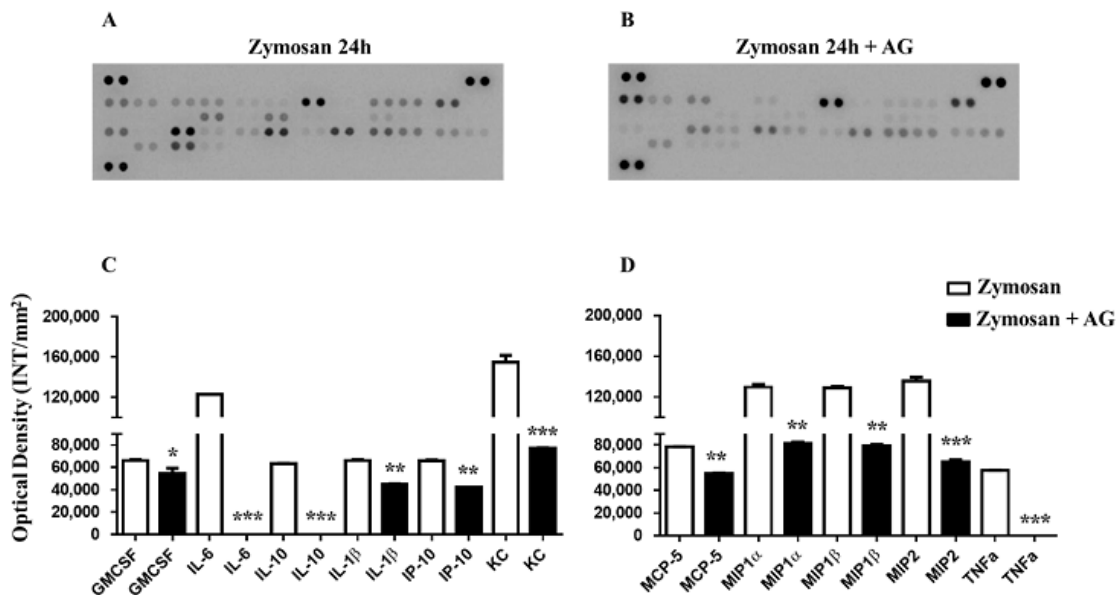 A
B
Zymosan 24h
Zymosan 24h + AG
C
D
Zymosan
Zymosan + AG
Optical Density (INT/mm²)
200,000
160,000
120,000
80,000
60,000
40,000
20,000
0
*
***
***
**
**
***
GMCSF
GMCSF
IL-6
IL-6
IL-10
IL-10
IL-1β
IL-1β
IP-10
IP-10
KC
KC
200,000
160,000
120,000
80,000
60,000
40,000
20,000
0
**
**
**
***
***
MCP-5
MCP-5
MIP1α
MIP1α
MIP1β
MIP1β
MIP2
MIP2
TNFa
TNFa